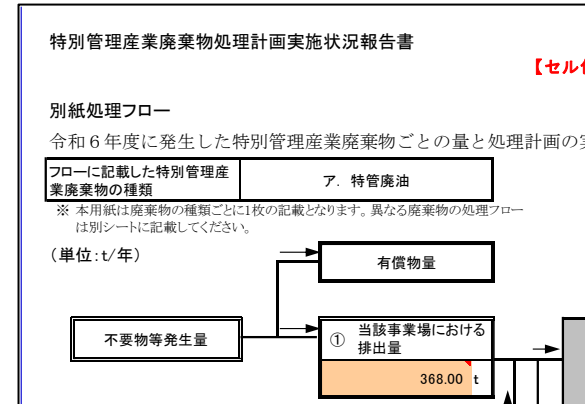 特別管理産業廃棄物処理計画実施状況報告書
【セル
別紙処理フロー
令和６年度に発生した特別管理産業廃棄物ごとの量と処理計画の
フローに記載した特別管理産
業廃棄物の種類
ア．特管廃油
※ 本用紙は廃棄物の種類ごとに1枚の記載となります。異なる廃棄物の処理フロー
は別シートに記載してください。
（単位：t/年）
有償物量
不要物等発生量
① 当該事業場における
排出量
368.00 t